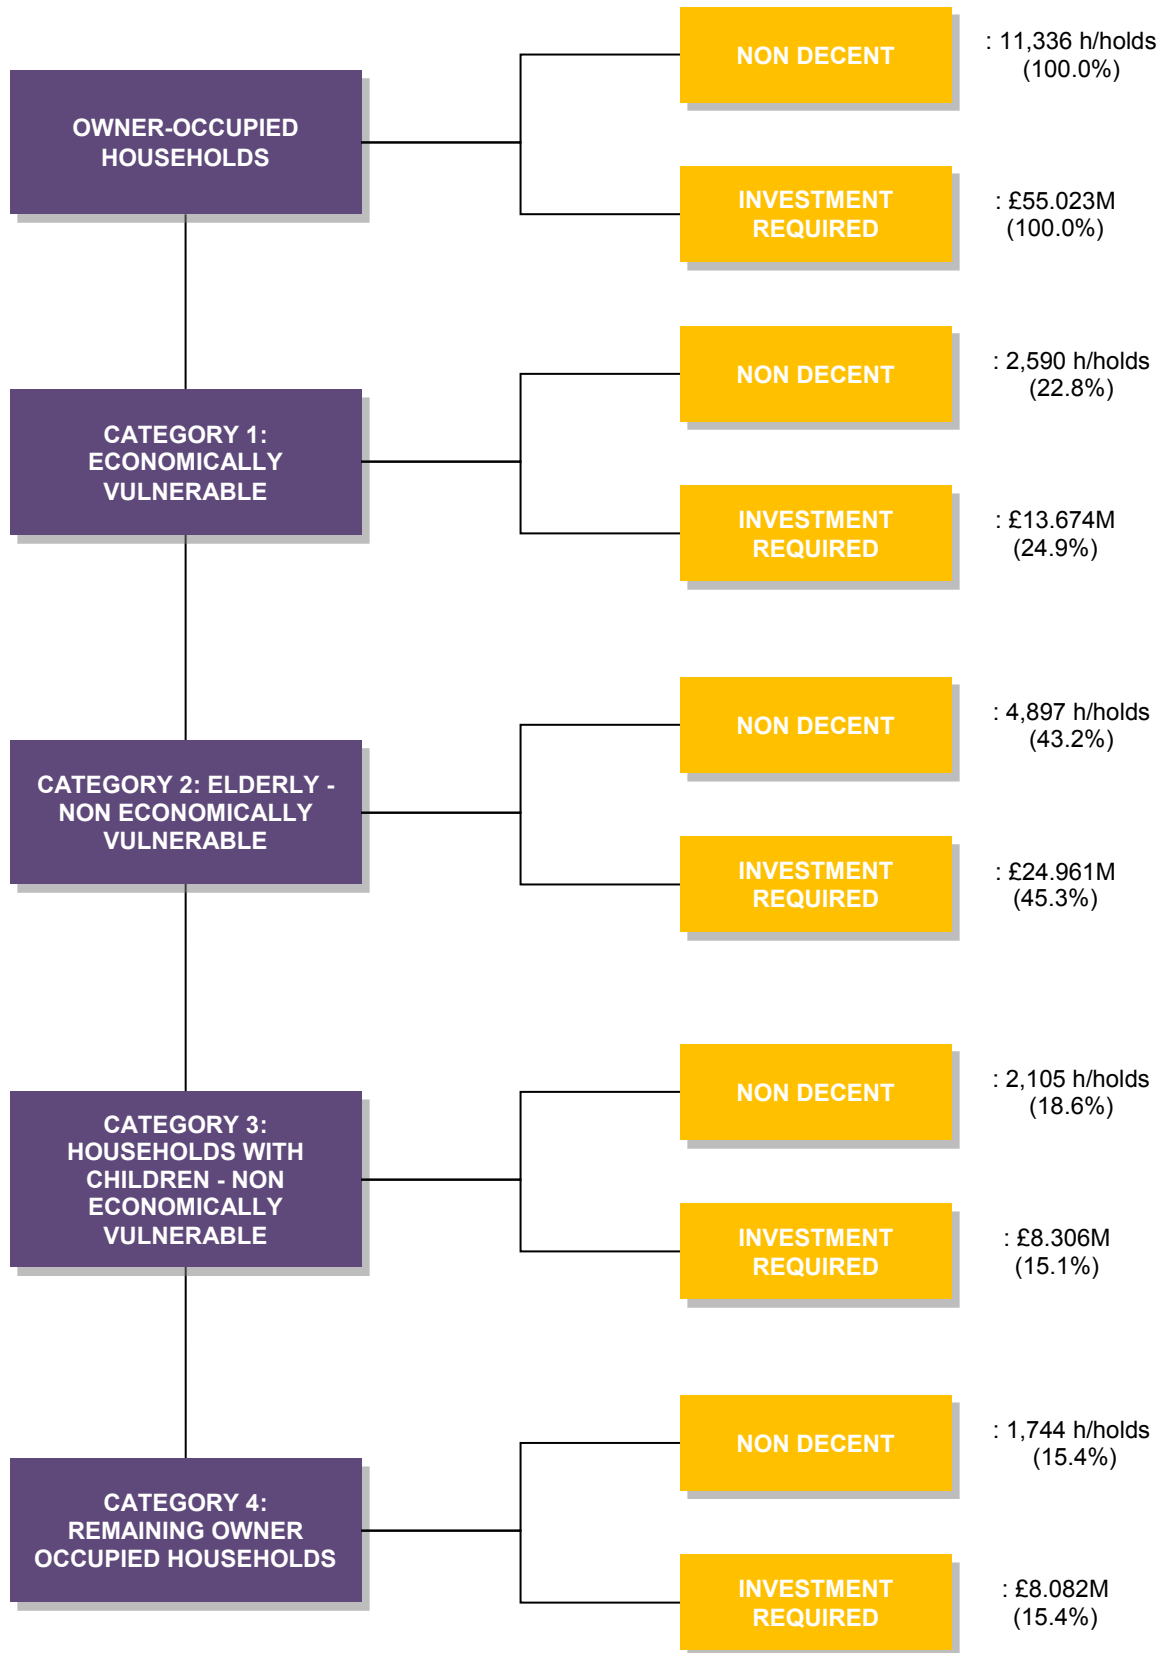 OWNER-OCCUPIED
HOUSEHOLDS
NON DECENT
: 11,336 h/holds
(100.0%)
INVESTMENT
REQUIRED
: £55.023M
(100.0%)
CATEGORY 1:
ECONOMICALLY
VULNERABLE
NON DECENT
: 2,590 h/holds
(22.8%)
INVESTMENT
REQUIRED
: £13.674M
(24.9%)
CATEGORY 2: ELDERLY -
NON ECONOMICALLY
VULNERABLE
NON DECENT
: 4,897 h/holds
(43.2%)
INVESTMENT
REQUIRED
: £24.961M
(45.3%)
CATEGORY 3:
HOUSEHOLDS WITH
CHILDREN - NON
ECONOMICALLY
VULNERABLE
NON DECENT
: 2,105 h/holds
(18.6%)
INVESTMENT
REQUIRED
: £8.306M
(15.1%)
CATEGORY 4:
REMAINING OWNER
OCCUPIED HOUSEHOLDS
NON DECENT
: 1,744 h/holds
(15.4%)
INVESTMENT
REQUIRED
: £8.082M
(15.4%)